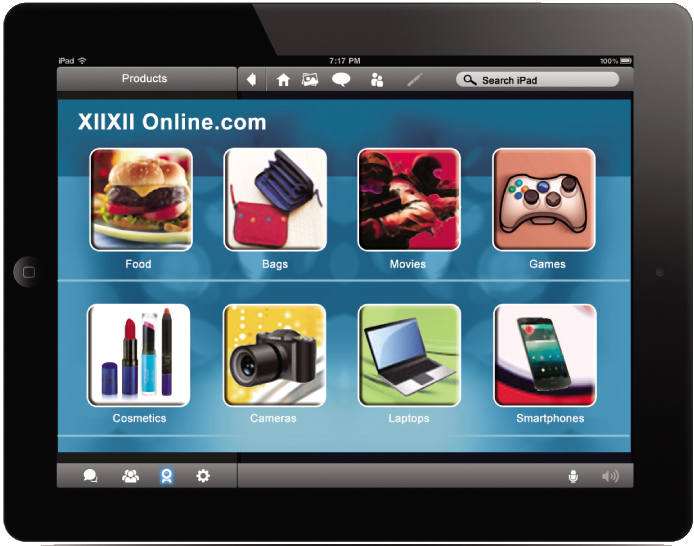 iPad 7:17 PM 100%
Products Search iPad
XIIXII Online.com
Food Bags Movies Games
Cosmetics Cameras Laptops Smartphones